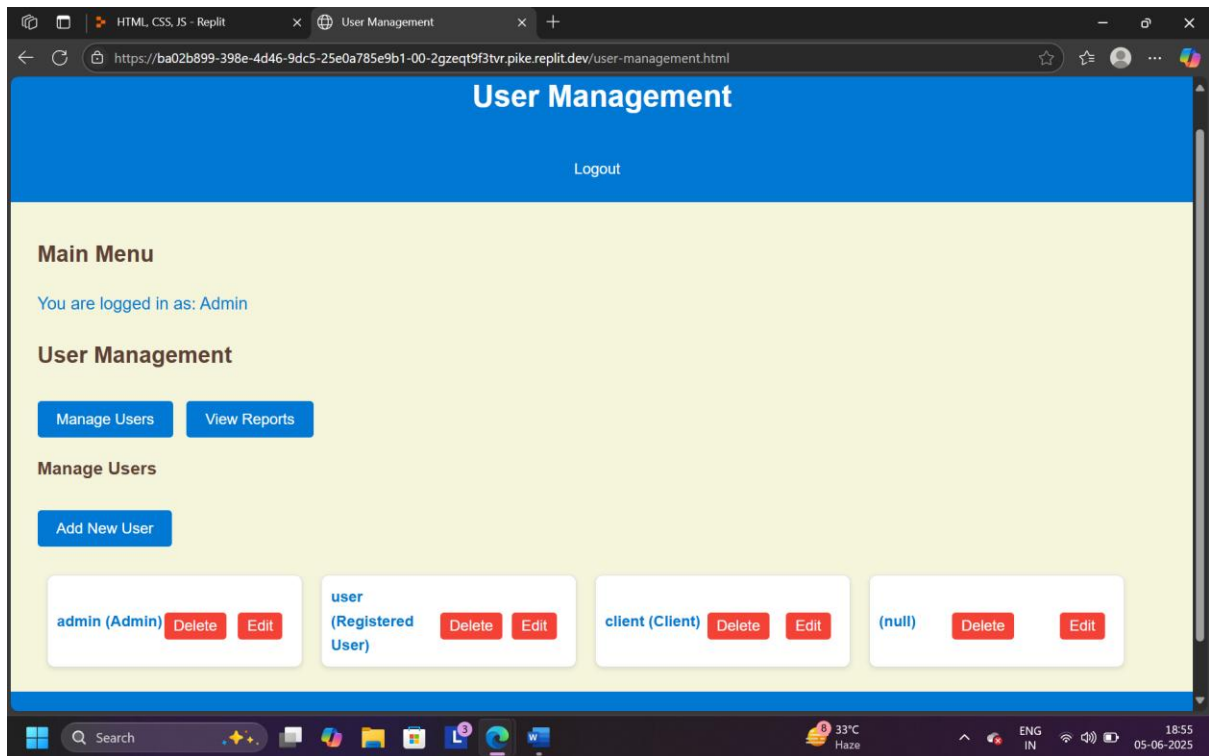 HTML, CSS, JS - Replit
User Management
https://ba02b899-398e-4d46-9dc5-25e0a785e9b1-00-2gzeqt9f3tvr.pike.replit.dev/user-management.html
User Management
Logout
Main Menu
You are logged in as: Admin
User Management
Manage Users View Reports
Manage Users
Add New User
admin (Admin) Delete Edit
user
(Registered
User)
Delete Edit
client (Client) Delete Edit
(null) Delete Edit
Search
L 3
W
8
33°C
Haze
ENG
IN
18:55
05-06-2025